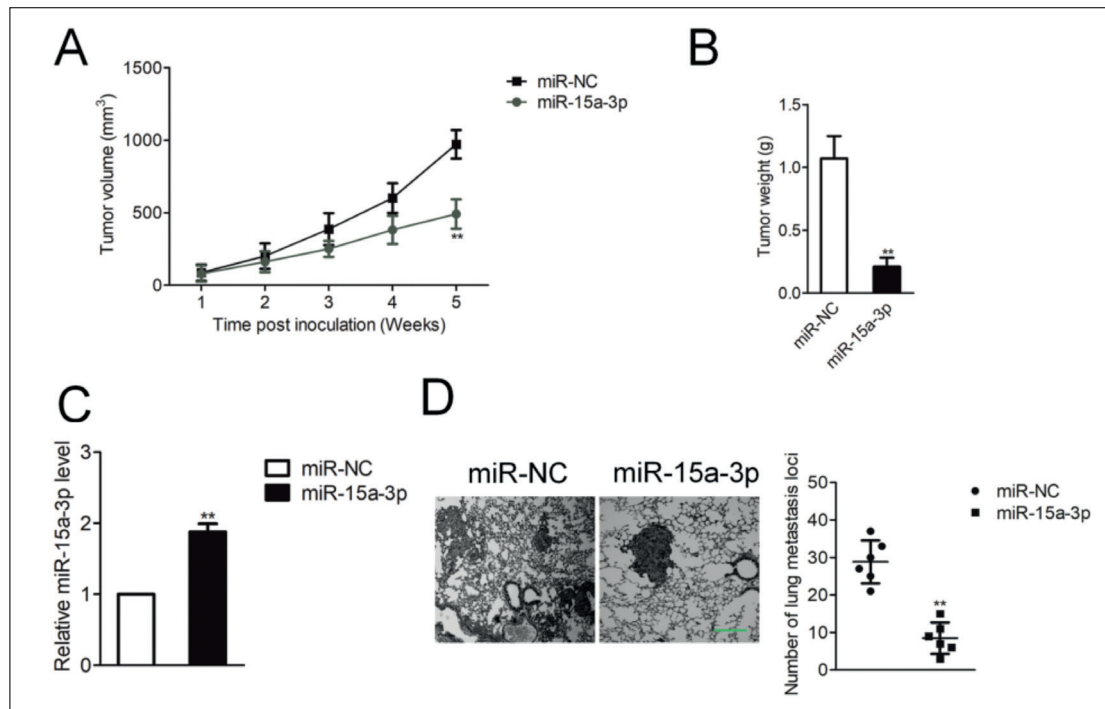 A
Tumor volume (mm³)
1500
1000
500
0
1
2
3
4
5
Time post inoculation (Weeks)
miR-NC
miR-15a-3p
**
B
Tumor weight (g)
1.5
1.0
0.5
0.0
**
miR-NC
miR-15a-3p
C
Relative miR-15a-3p level
3
2
1
0
**
miR-NC
miR-15a-3p
D
miR-NC
miR-15a-3p
Number of lung metastasis loci
50
40
30
20
10
0
**
miR-NC
miR-15a-3p